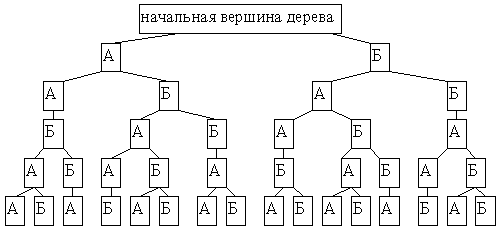 начальная вершина дерева
А Б
А Б А Б
Б А Б А Б А
А Б А Б А Б А Б А Б
А Б А Б А Б А Б А Б А Б А Б А Б